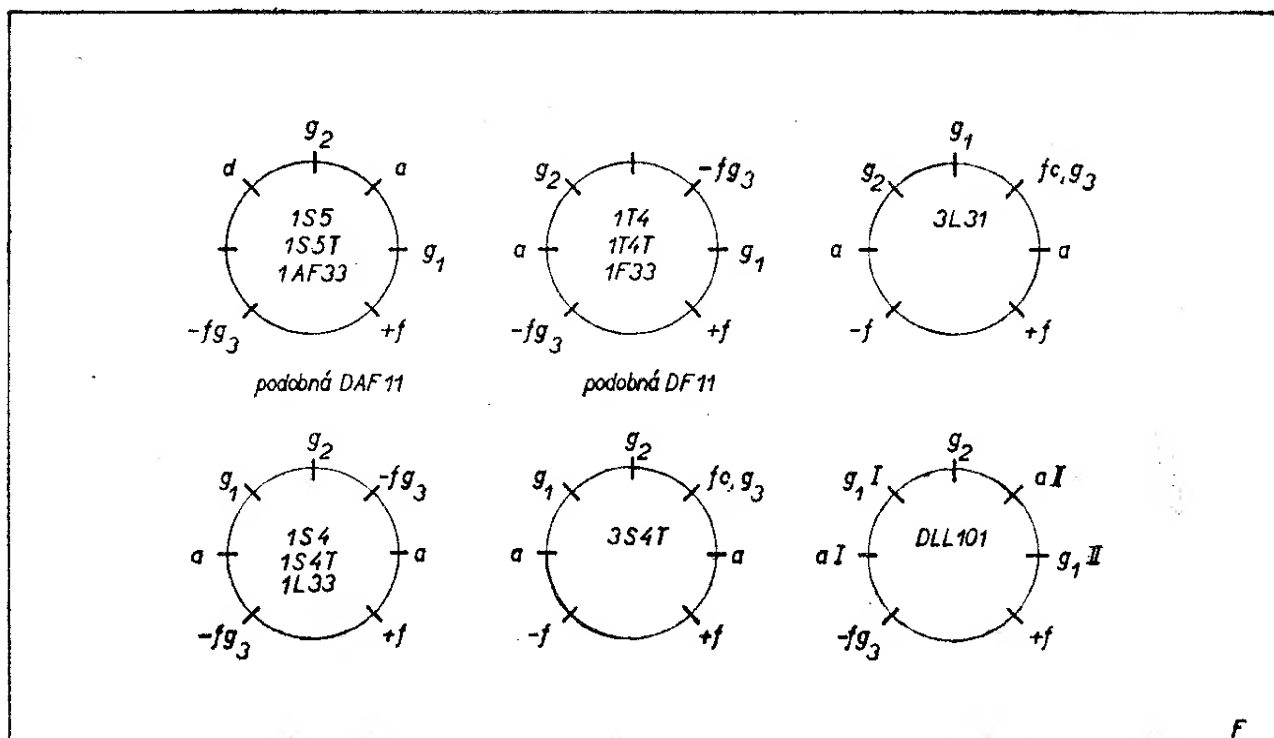 g2
d a
1S5
1S5T
1AF33
g1
-fg3 +f
podobná DAF11
g2 -fg3
1T4
1T4T
1F33
a g1
-fg3 +f
podobná DF11
g1
g2 fc, g3
3L31
a a
-f +f
g2
g1 -fg3
1S4
1S4T
1L33
a a
-fg3 +f
g2
g1 fc, g3
3S4T
a a
-f +f
g2
g1 I a II
DLL101
a I g1 II
-fg3 +f
F